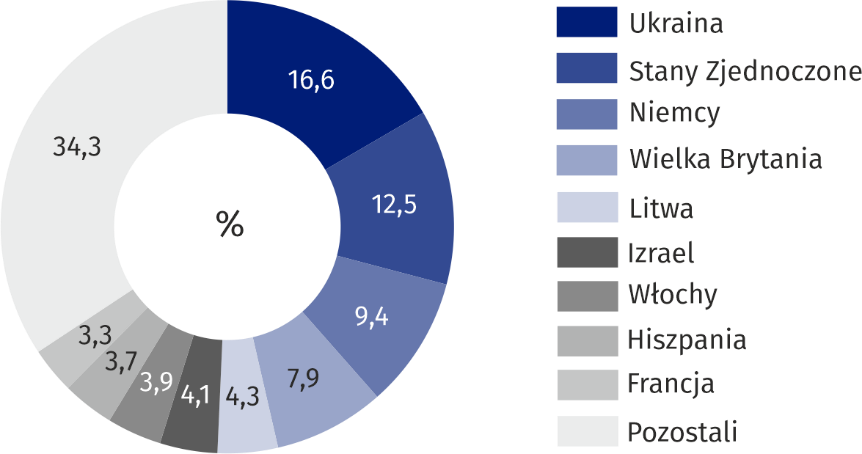 16,6
12,5
9,4
7,9
4,3
4,1
3,9
3,7
3,3
34,3
%
Ukraina
Stany Zjednoczone
Niemcy
Wielka Brytania
Litwa
Izrael
Włochy
Hiszpania
Francja
Pozostali